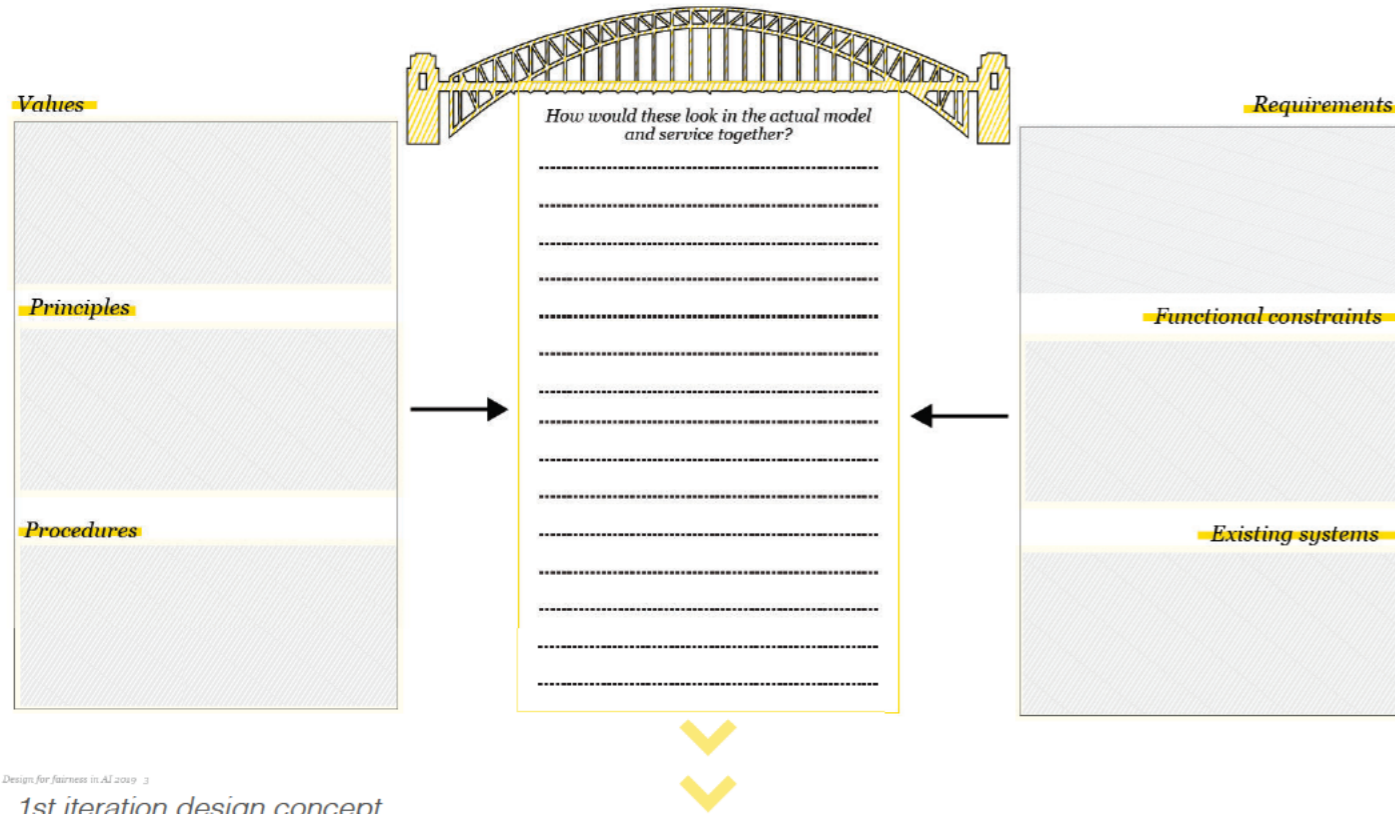 Values
Requirements
How would these look in the actual model
and service together?
Principles
Functional constraints
Procedures
Existing systems
Design for fairness in AI 2019 3
1st iteration design concept